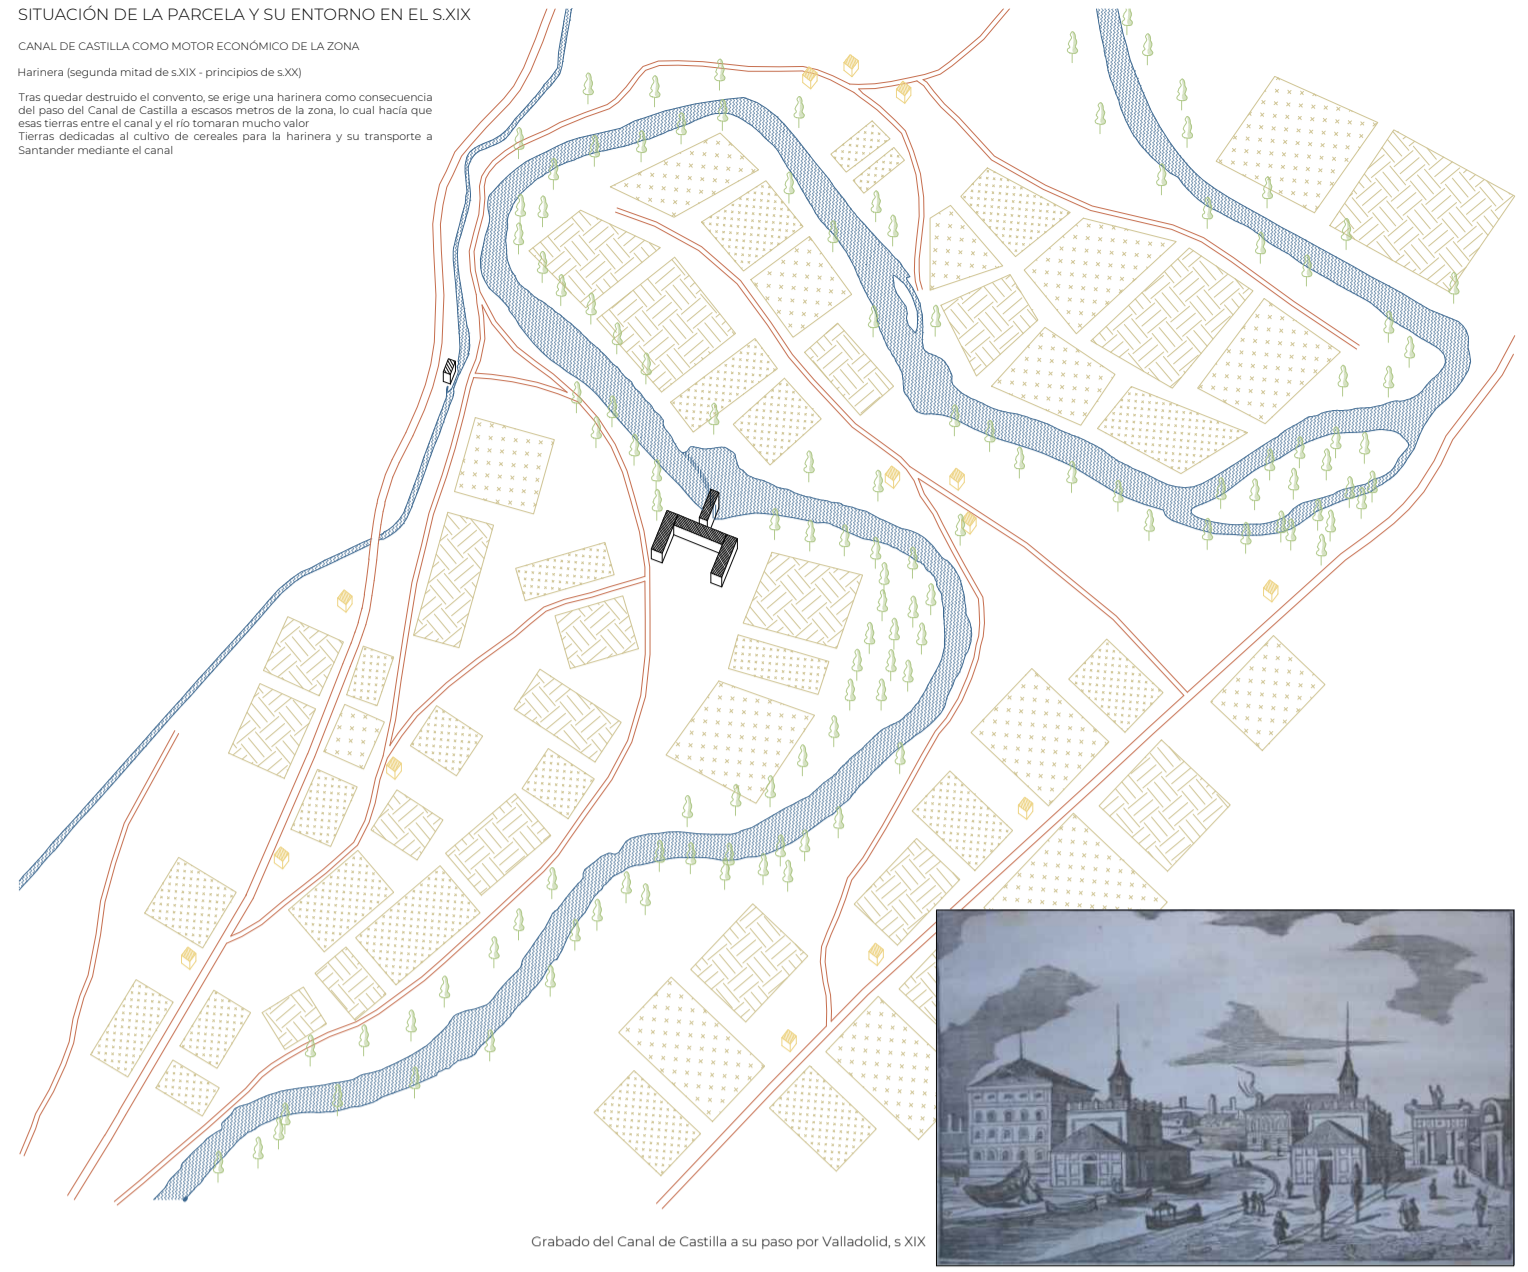 SITUACIÓN DE LA PARCELA Y SU ENTORNO EN EL S.XIX
CANAL DE CASTILLA COMO MOTOR ECONÓMICO DE LA ZONA
Harinera (segunda mitad de s.XIX - principios de s.XX)
Tras quedar destruido el convento, se erige una harinera como consecuencia
del paso del Canal de Castilla a escasos metros de la zona, lo cual hacía que
esas tierras entre el canal y el río tomaran mucho valor
Tierras dedicadas al cultivo de cereales para la harinera y su transporte a
Santander mediante el canal
Grabado del Canal de Castilla a su paso por Valladolid, s XIX